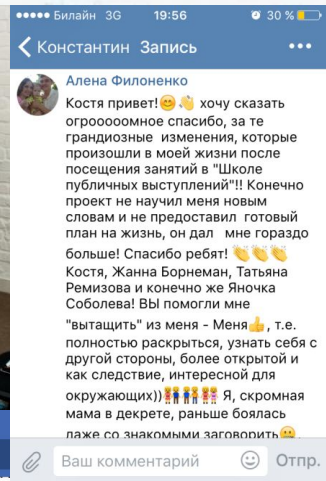 Билайн 3G 19:56 30 %
Константин Запись
Алена Филоненко
Костя привет!😊👋 хочу сказать
огрооооомное спасибо, за те
грандиозные изменения, которые
произошли в моей жизни после
посещения занятий в "Школе
публичных выступлений"!! Конечно
проект не научил меня новым
словам и не предоставил готовый
план на жизнь, он дал мне гораздо
больше! Спасибо ребят! 👏👏👏
Костя, Жанна Борнеман, Татьяна
Ремизова и конечно же Яночка
Соболева! ВЫ помогли мне
"вытащить" из меня - Меня👍, т.е.
полностью раскрыться, узнать себя с
другой стороны, более открытой и
как следствие, интересной для
окружающих))👭👬👭 Я, скромная
мама в декрете, раньше боялась
даже со знакомыми заговорить
Ваш комментарий Отпр.